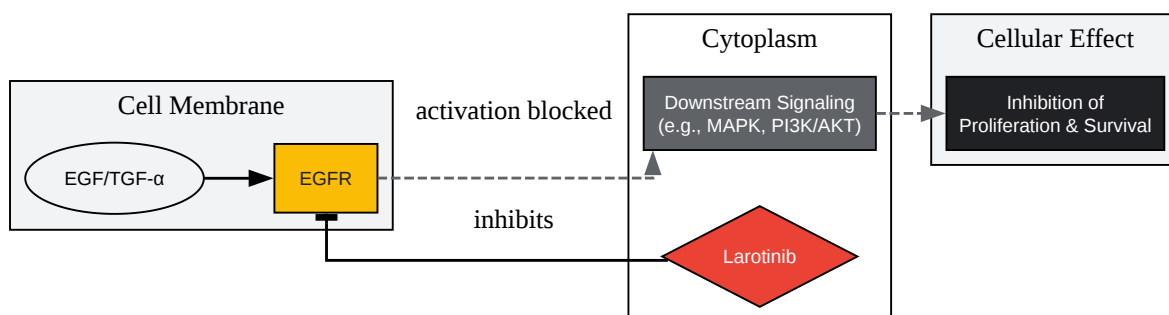 Cell Membrane
EGF/TGF-α
EGFR
activation blocked
inhibits
Cytoplasm
Downstream Signaling
(e.g., MAPK, PI3K/AKT)
Larotinib
Cellular Effect
Inhibition of
Proliferation & Survival